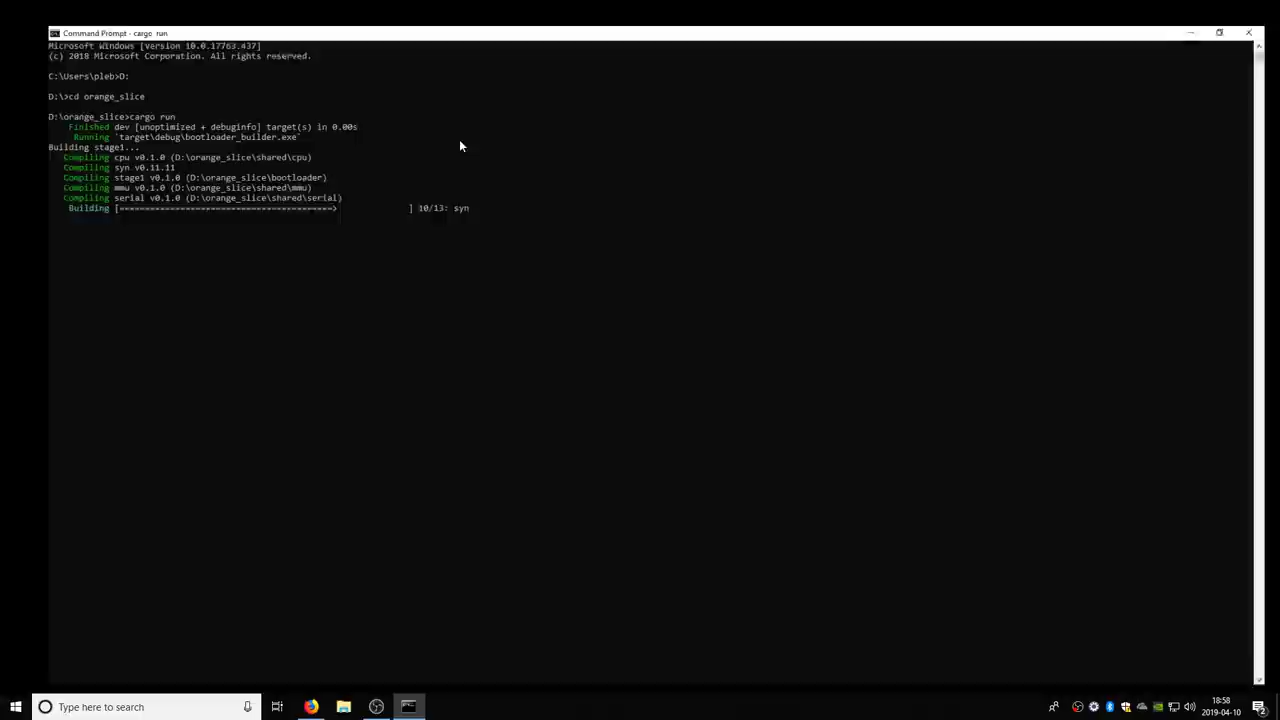 Command Prompt - cargo run
Microsoft Windows [Version 10.0.17763.437]
(c) 2018 Microsoft Corporation. All rights reserved.
C:\Users\pleb>D:
D:\>cd orange_slice
D:\orange_slice>cargo run
Finished dev [unoptimized + debuginfo] target(s) in 0.00s
Running `target\debug\bootloader_builder.exe`
Building stage1...
Compiling cpu v0.1.0 (D:\orange_slice\shared\cpu)
Compiling syn v0.11.11
Compiling stage1 v0.1.0 (D:\orange_slice\bootloader)
Compiling mmu v0.1.0 (D:\orange_slice\shared\mmu)
Compiling serial v0.1.0 (D:\orange_slice\shared\serial)
Building [==========================================> ] 10/13: syn
Type here to search
18:58
2019-04-10
2